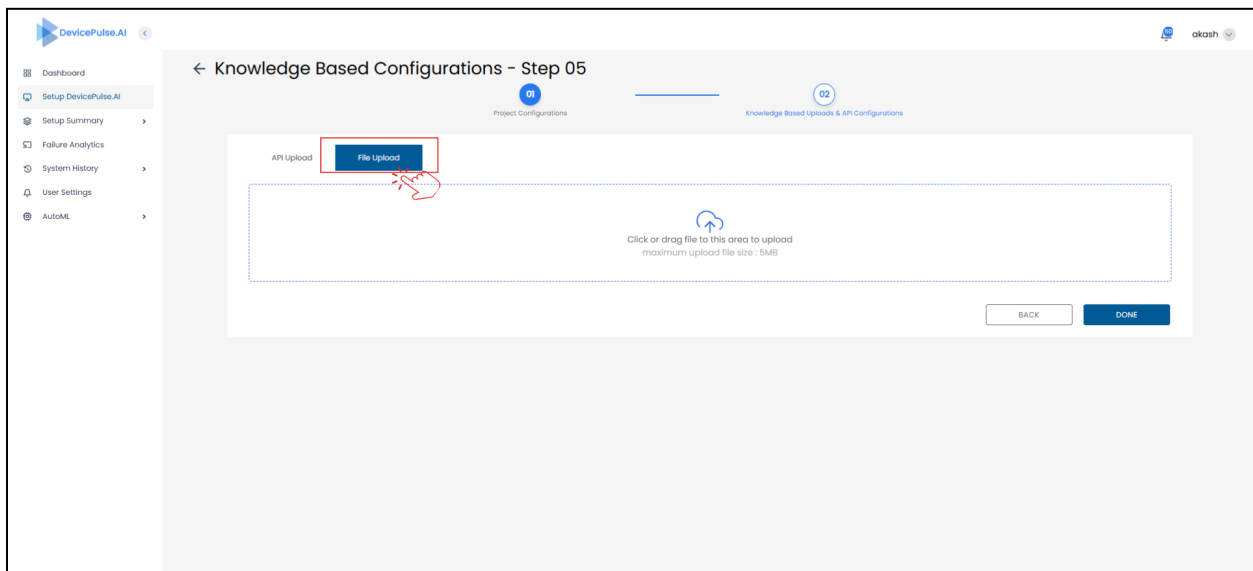 DevicePulse.AI
60
akash
Dashboard
Setup DevicePulse.AI
Setup Summary
Failure Analytics
System History
User Settings
AutoML
Knowledge Based Configurations - Step 05
01
02
Project Configurations
Knowledge Based Uploads & API Configurations
API Upload
File Upload
Click or drag file to this area to upload
maximum upload file size : 5MB
BACK
DONE